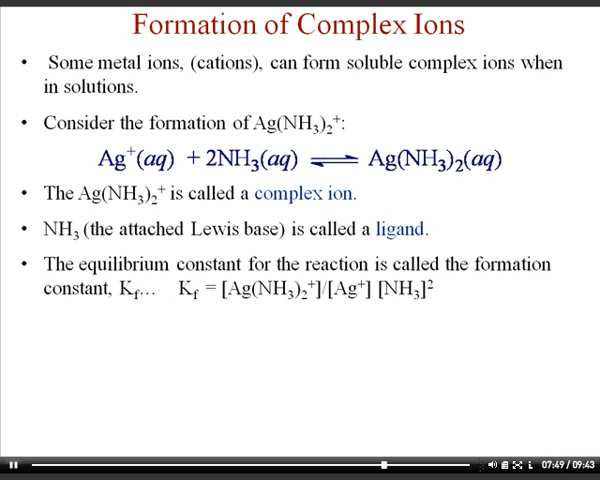 Formation of Complex Ions
• Some metal ions, (cations), can form soluble complex ions when
in solutions.
• Consider the formation of Ag(NH₃)₂⁺:
Ag⁺(aq) + 2NH₃(aq) ⇌ Ag(NH₃)₂(aq)
• The Ag(NH₃)₂⁺ is called a complex ion.
• NH₃ (the attached Lewis base) is called a ligand.
• The equilibrium constant for the reaction is called the formation
constant, K_f... K_f = [Ag(NH₃)₂⁺]/[Ag⁺] [NH₃]²
07:49 / 09:43